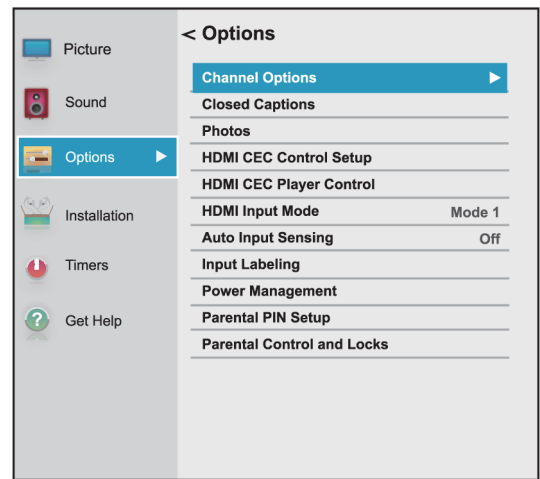 Picture
Sound
Options
Installation
Timers
Get Help
< Options
Channel Options
Closed Captions
Photos
HDMI CEC Control Setup
HDMI CEC Player Control
HDMI Input Mode Mode 1
Auto Input Sensing Off
Input Labeling
Power Management
Parental PIN Setup
Parental Control and Locks